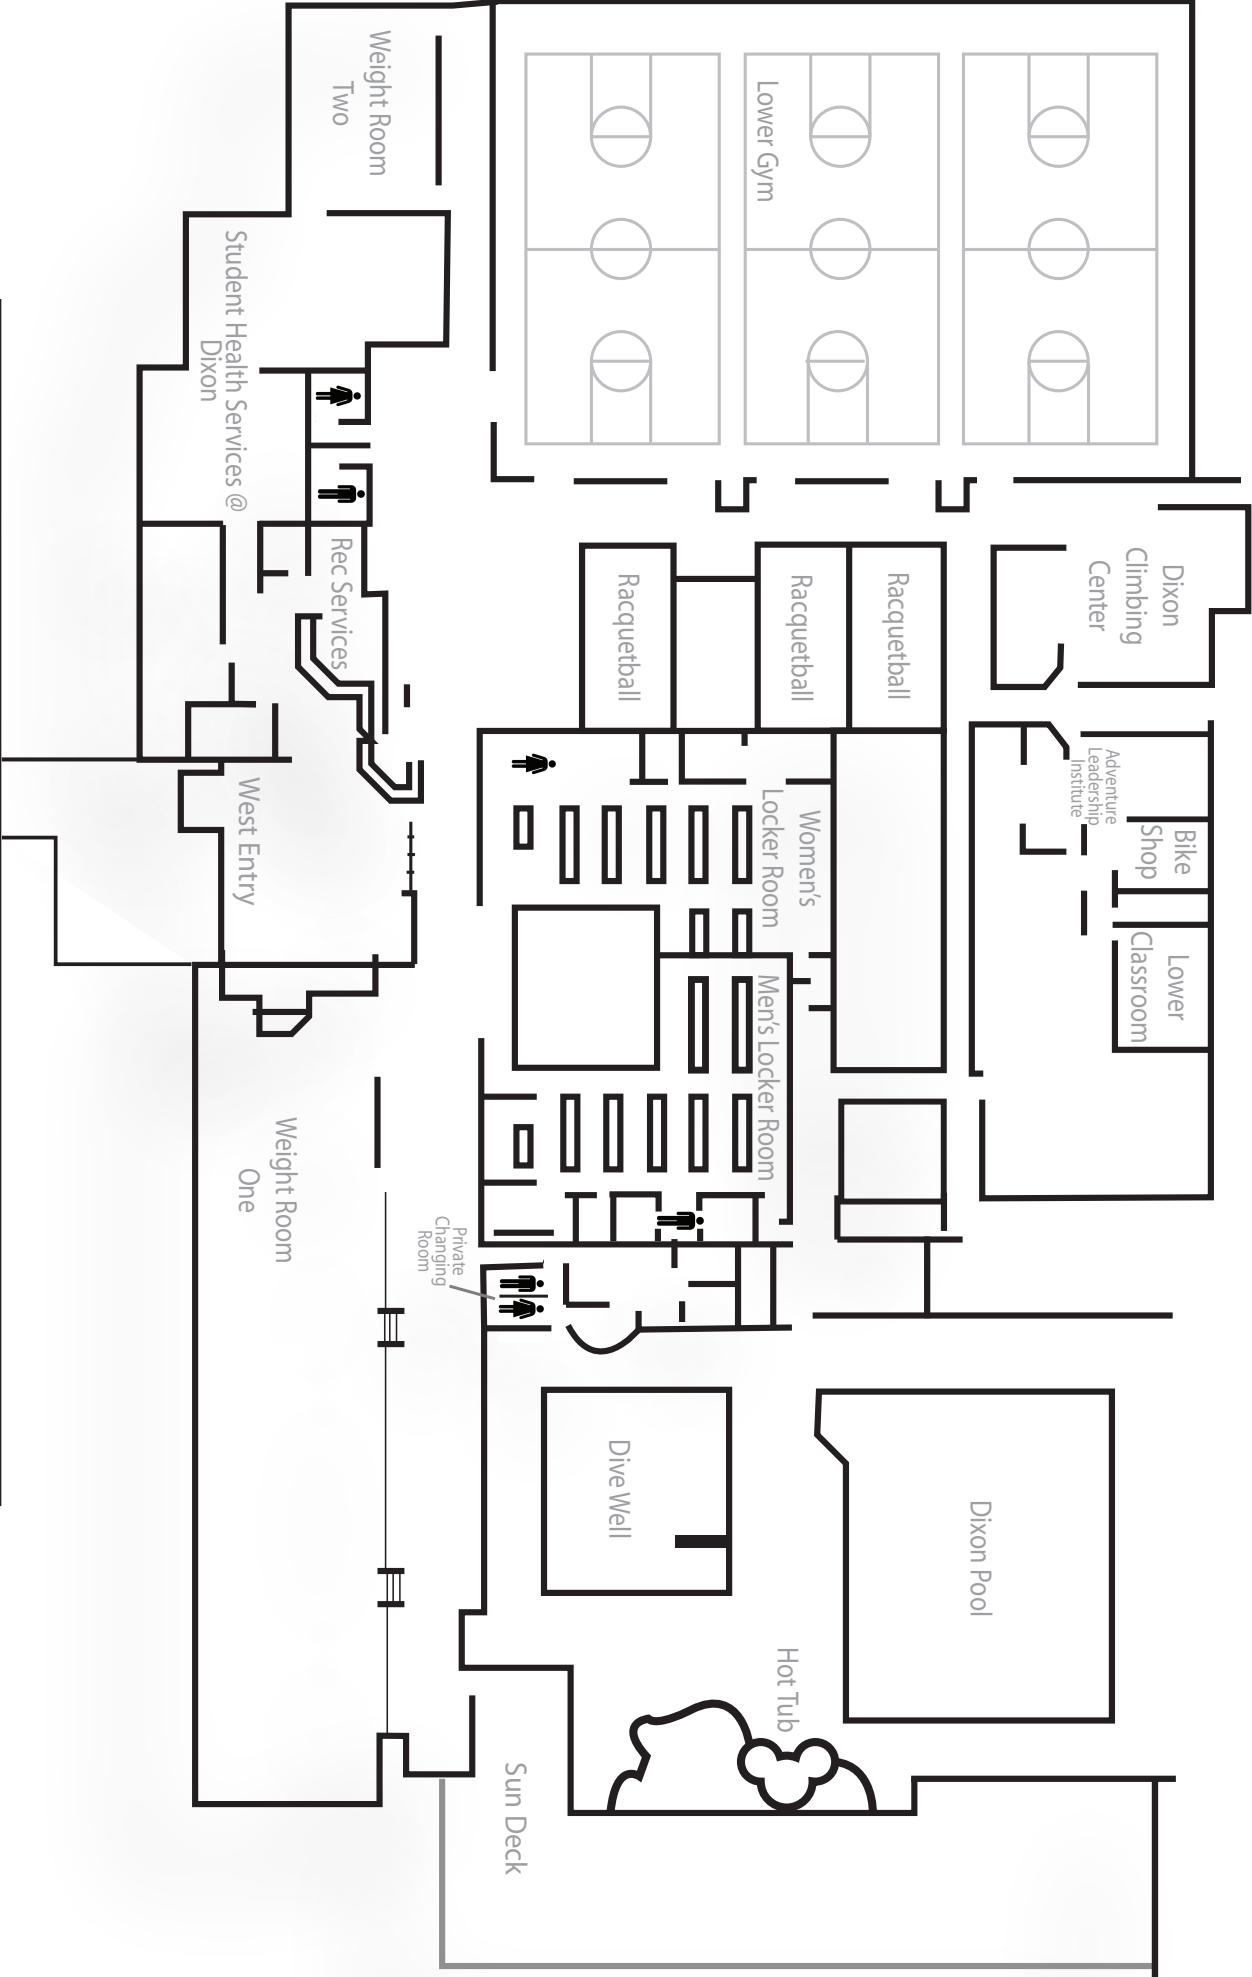 Weight Room
Two
Lower Gym
Student Health Services @
Dixon
Rec Services
Racquetball
Racquetball
Racquetball
Dixon
Climbing
Center
Adventure
Leadership
Institute
Bike
Shop
Lower
Classroom
West Entry
Women's
Locker Room
Men's Locker Room
Weight Room
One
Private
Changing
Room
Dive Well
Dixon Pool
Hot Tub
Sun Deck